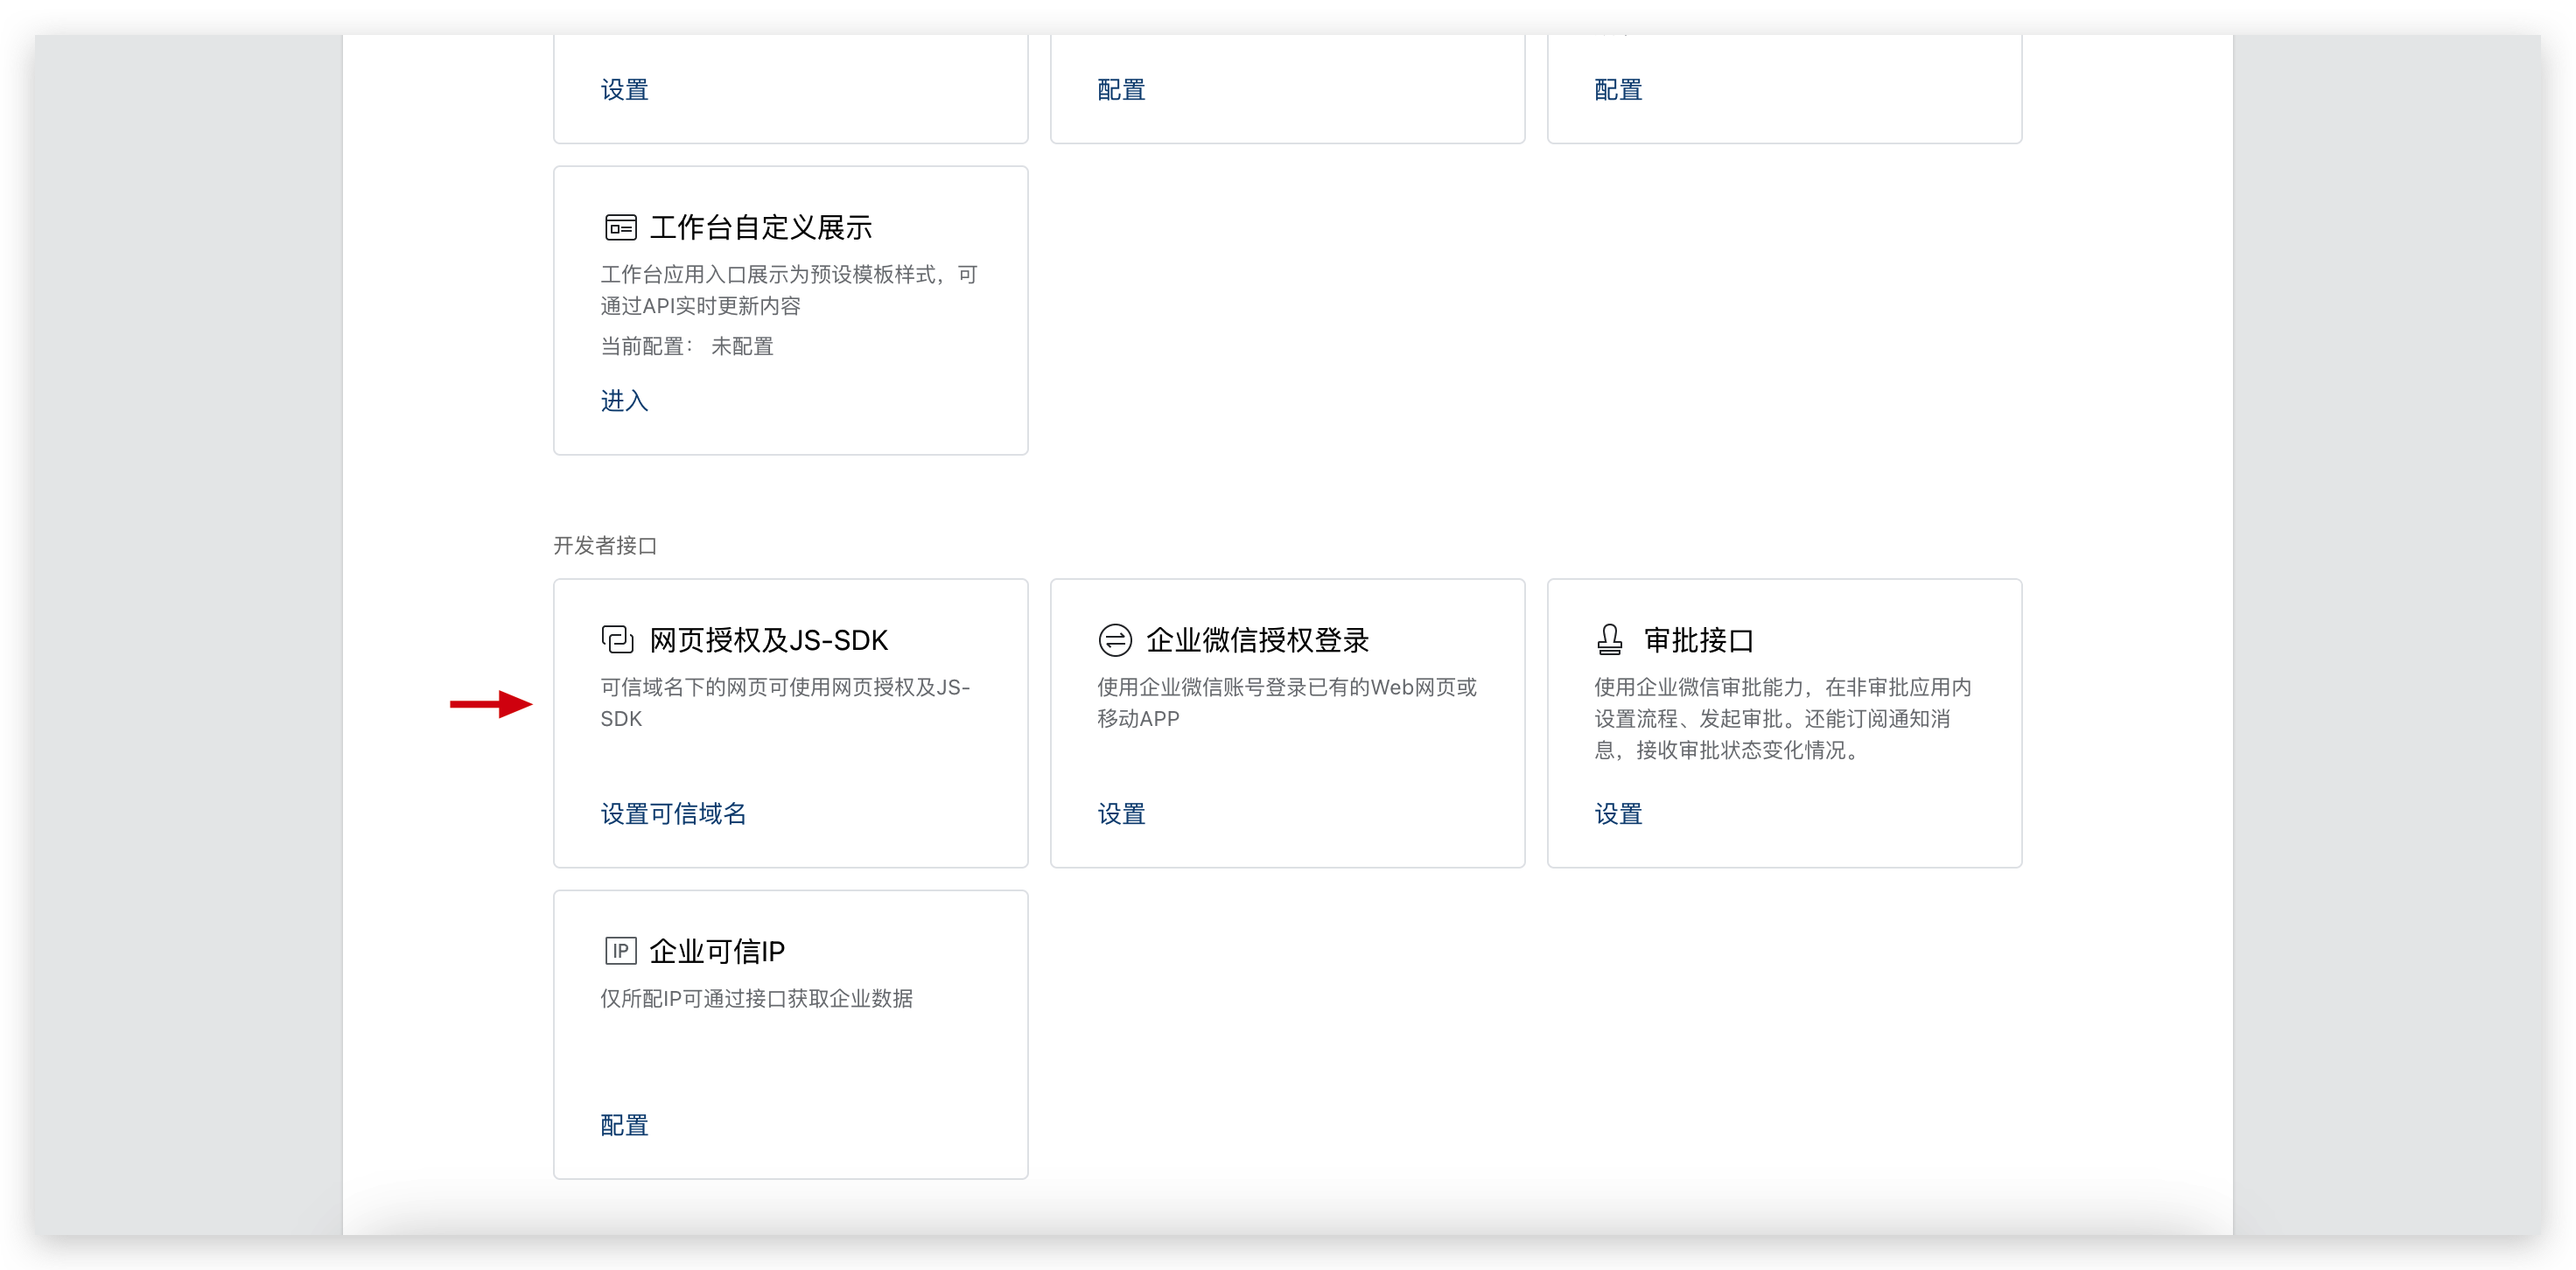 设置
配置
配置
工作台自定义展示
工作台应用入口展示为预设模板样式，可
通过API实时更新内容
当前配置： 未配置
进入
开发者接口
网页授权及JS-SDK
可信域名下的网页可使用网页授权及JS-
SDK
设置可信域名
企业微信授权登录
使用企业微信账号登录已有的Web网页或
移动APP
设置
审批接口
使用企业微信审批能力，在非审批应用内
设置流程、发起审批。还能订阅通知消
息，接收审批状态变化情况。
设置
IP 企业可信IP
仅所配IP可通过接口获取企业数据
配置